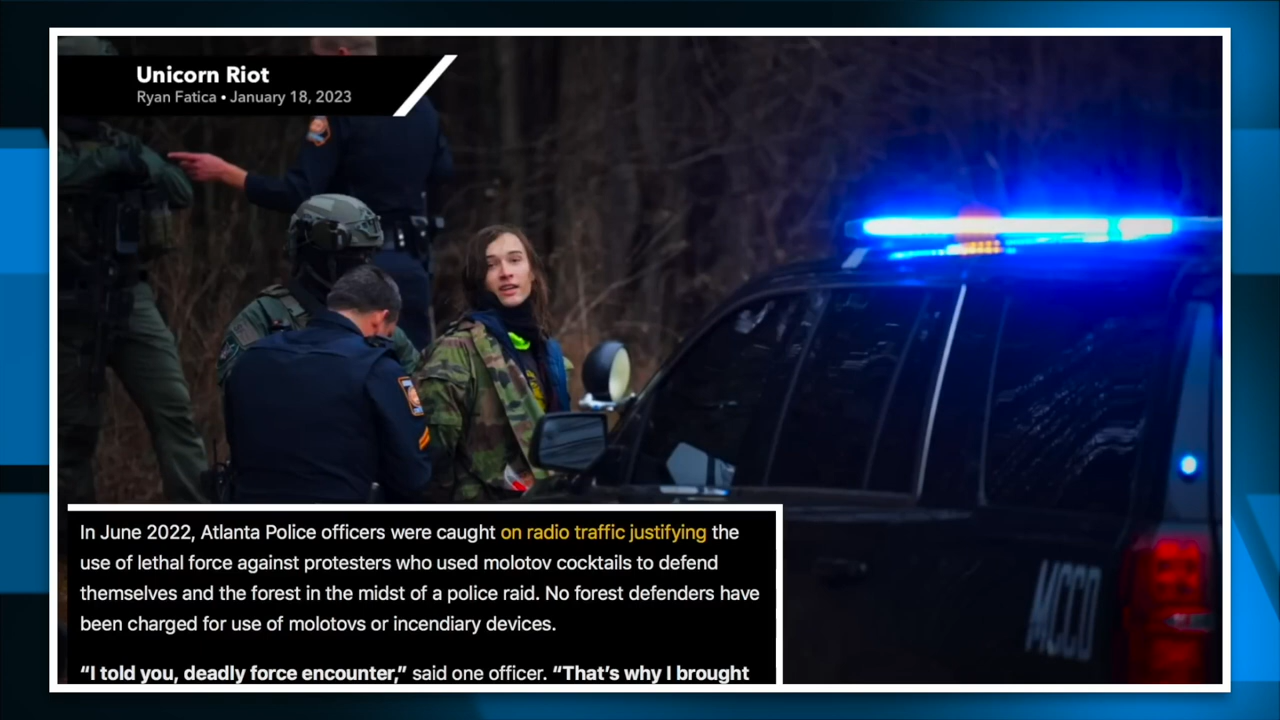 Unicorn Riot
Ryan Fatica • January 18, 2023
In June 2022, Atlanta Police officers were caught on radio traffic justifying the
use of lethal force against protesters who used molotov cocktails to defend
themselves and the forest in the midst of a police raid. No forest defenders have
been charged for use of molotovs or incendiary devices.
“I told you, deadly force encounter,” said one officer. “That’s why I brought
MCCD